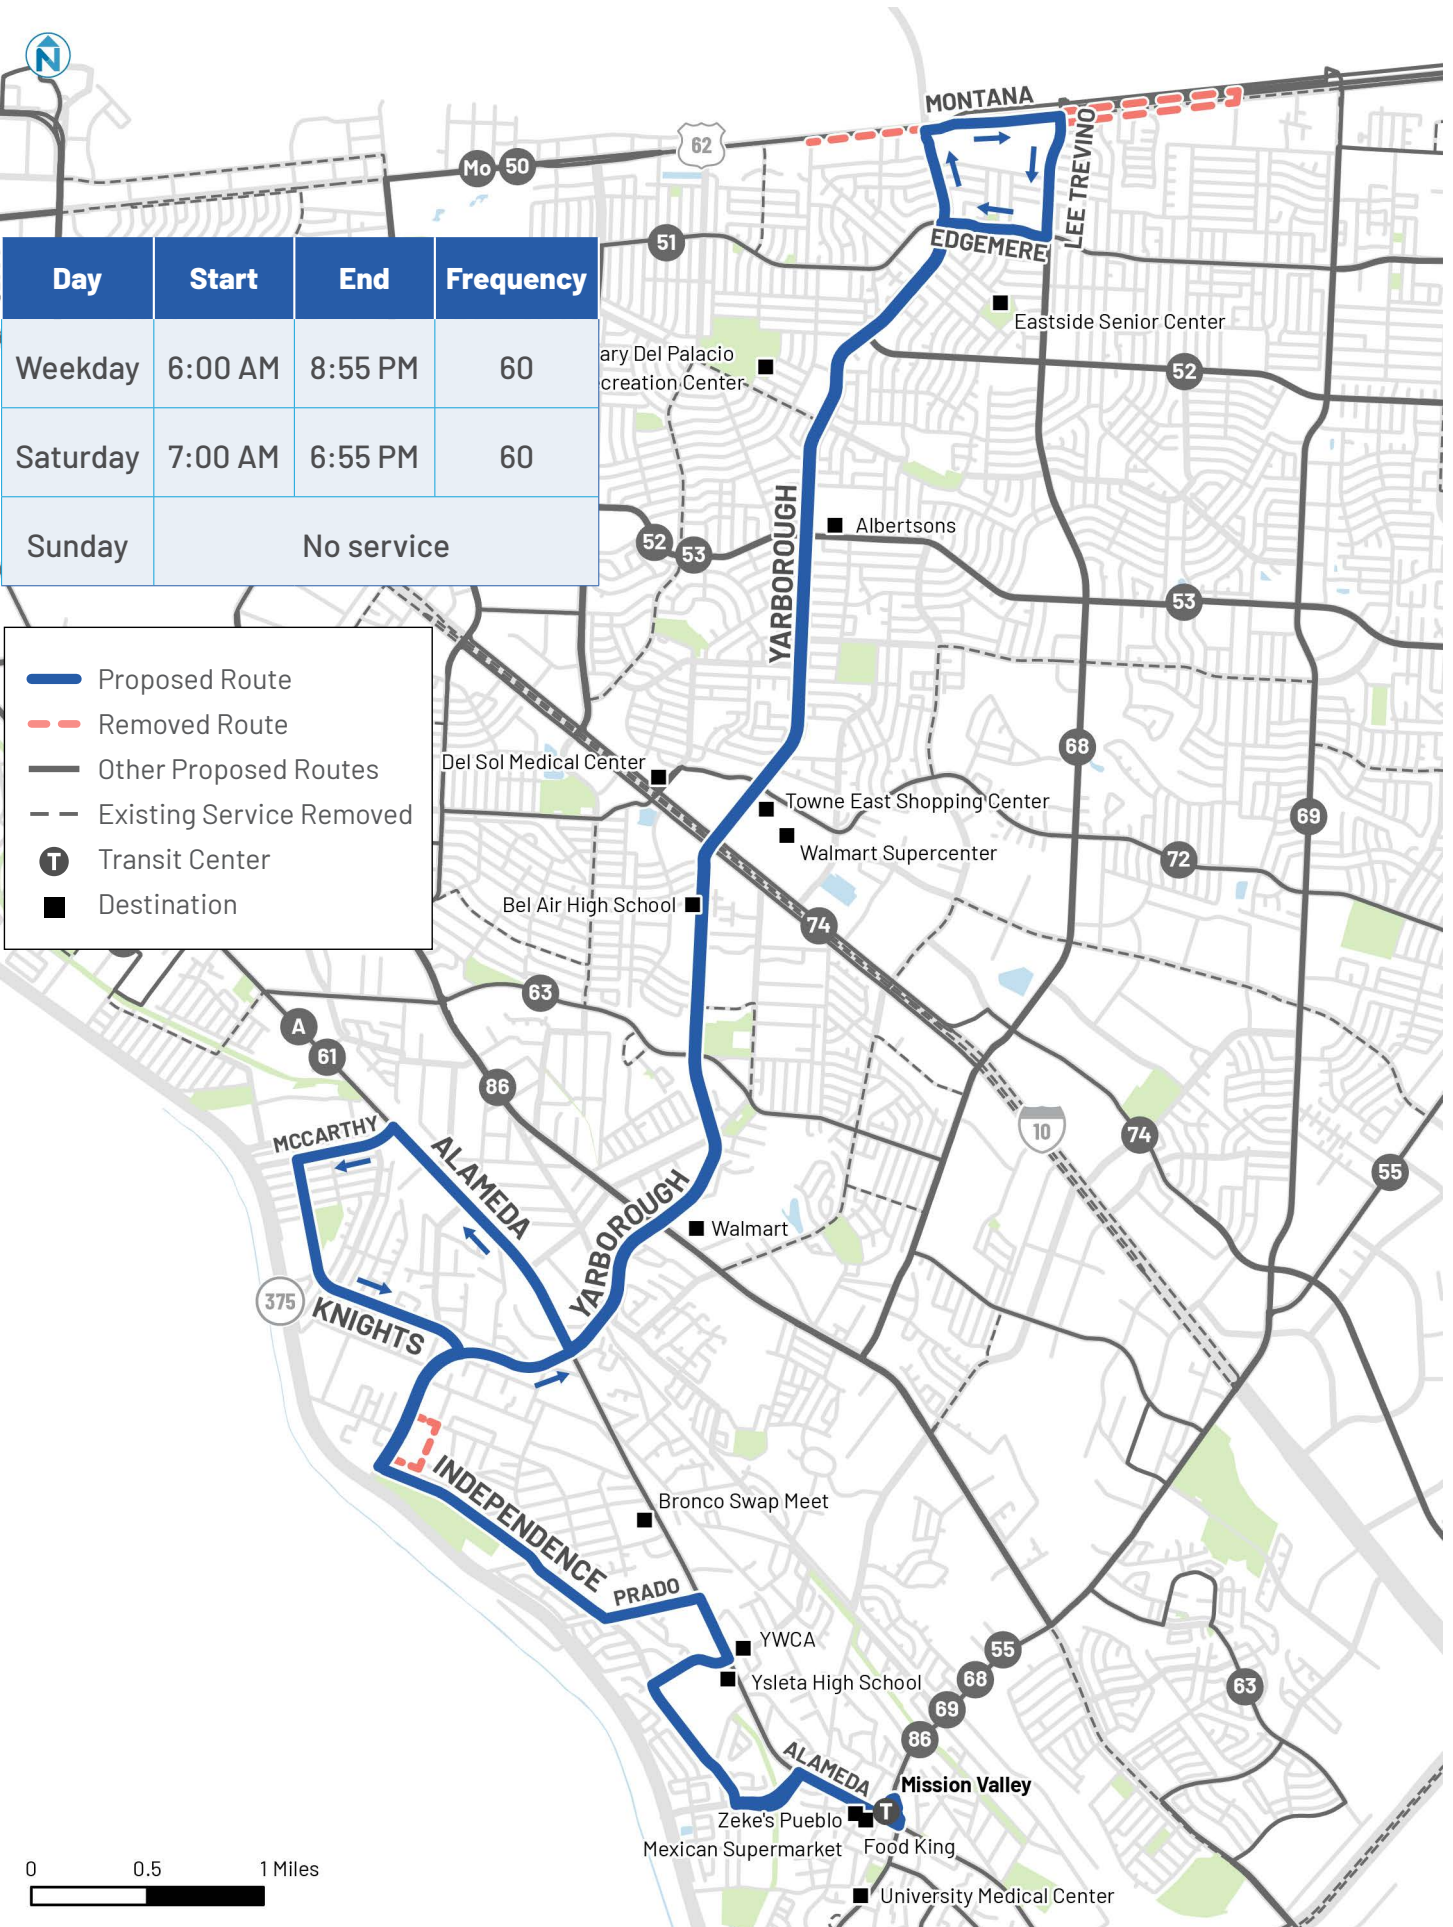 N
MONTANA
LEE TREVINO
62
Mo 50
51
EDGEMERE
Day Start End Frequency
Weekday 6:00 AM 8:55 PM 60
Saturday 7:00 AM 6:55 PM 60
Sunday No service
Eastside Senior Center
ary Del Palacio
creation Center
52
YARBOROUGH
Albertsons
52 53
53
Proposed Route
Removed Route
Other Proposed Routes
Existing Service Removed
T Transit Center
Destination
68
Del Sol Medical Center
Towne East Shopping Center
Walmart Supercenter
69
72
Bel Air High School
74
63
A
61
86
10
74
55
MCCARTHY
ALAMEDA
YARBOROUGH
Walmart
375
KNIGHTS
INDEPENDENCE
Bronco Swap Meet
PRADO
YWCA
Ysleta High School
55
68
69
86
63
ALAMEDA
Mission Valley
T
Zeke's Pueblo
Mexican Supermarket
Food King
University Medical Center
0 0.5 1 Miles